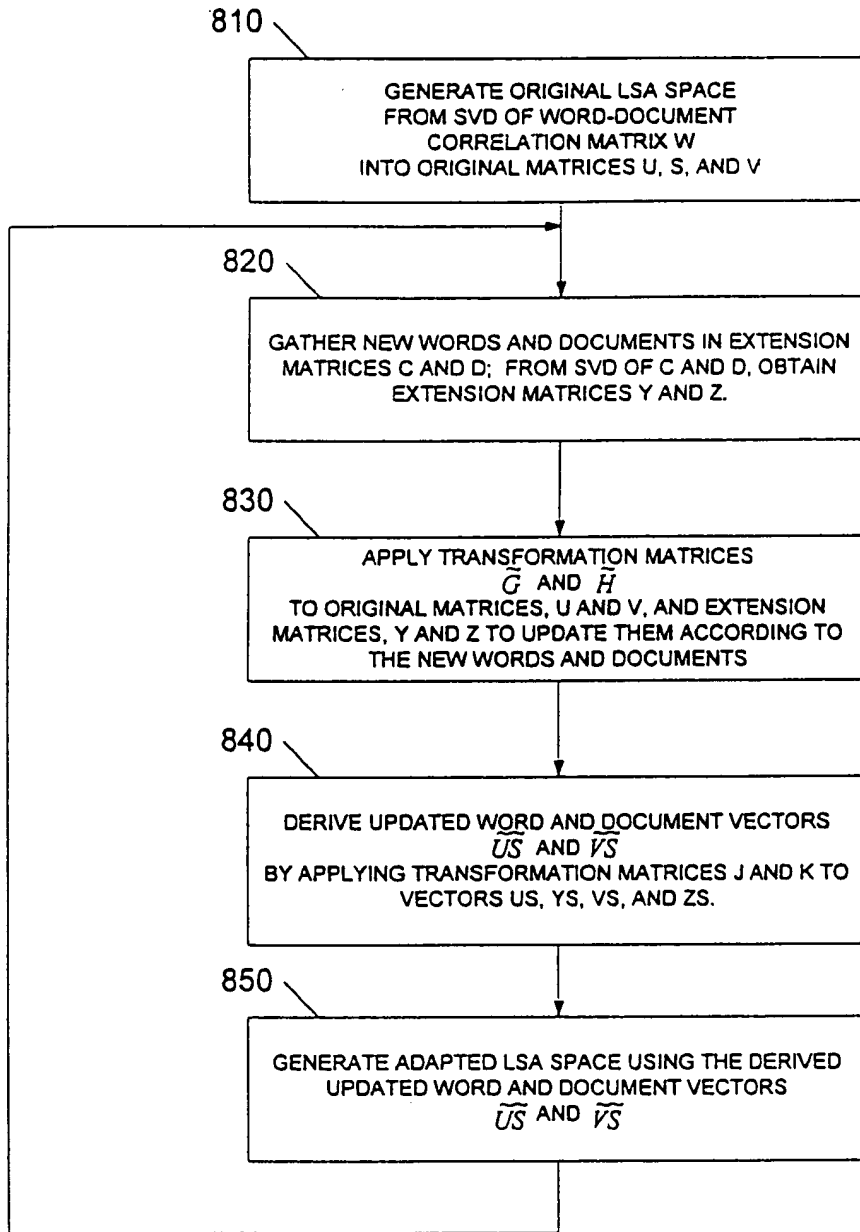 810
GENERATE ORIGINAL LSA SPACE
FROM SVD OF WORD-DOCUMENT
CORRELATION MATRIX W
INTO ORIGINAL MATRICES U, S, AND V
820
GATHER NEW WORDS AND DOCUMENTS IN EXTENSION
MATRICES C AND D; FROM SVD OF C AND D, OBTAIN
EXTENSION MATRICES Y AND Z.
830
APPLY TRANSFORMATION MATRICES
G̃ AND H̃
TO ORIGINAL MATRICES, U AND V, AND EXTENSION
MATRICES, Y AND Z TO UPDATE THEM ACCORDING TO
THE NEW WORDS AND DOCUMENTS
840
DERIVE UPDATED WORD AND DOCUMENT VECTORS
U͠S AND V͠S
BY APPLYING TRANSFORMATION MATRICES J AND K TO
VECTORS US, YS, VS, AND ZS.
850
GENERATE ADAPTED LSA SPACE USING THE DERIVED
UPDATED WORD AND DOCUMENT VECTORS
U͠S AND V͠S